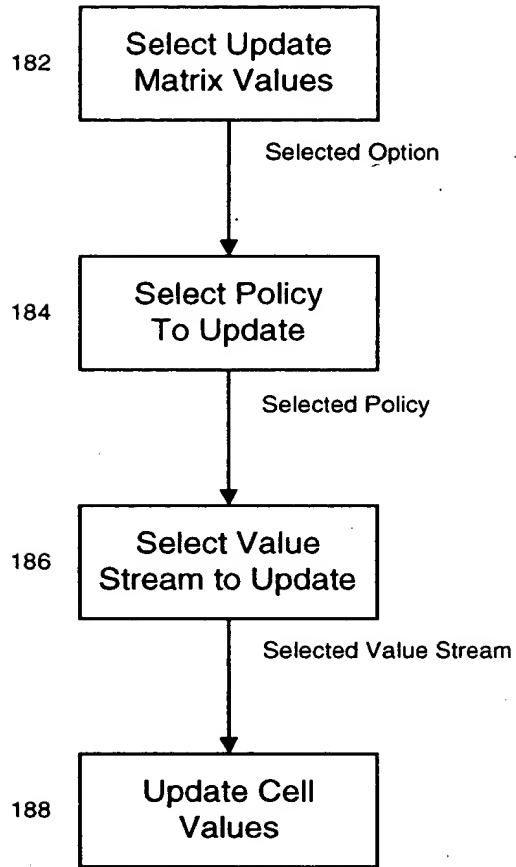 182
Select Update
Matrix Values
Selected Option
184
Select Policy
To Update
Selected Policy
186
Select Value
Stream to Update
Selected Value Stream
188
Update Cell
Values